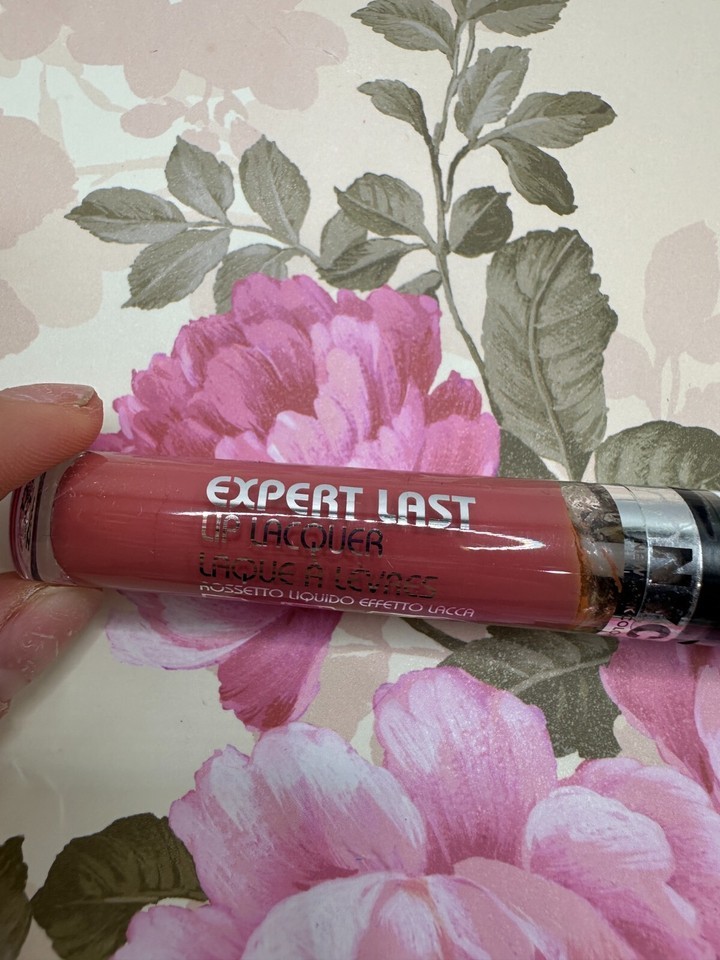 EXPERT LAST
LIP LACQUER
LAQUE À LÈVRES
ROSSETTO LIQUIDO EFFETTO LACCA